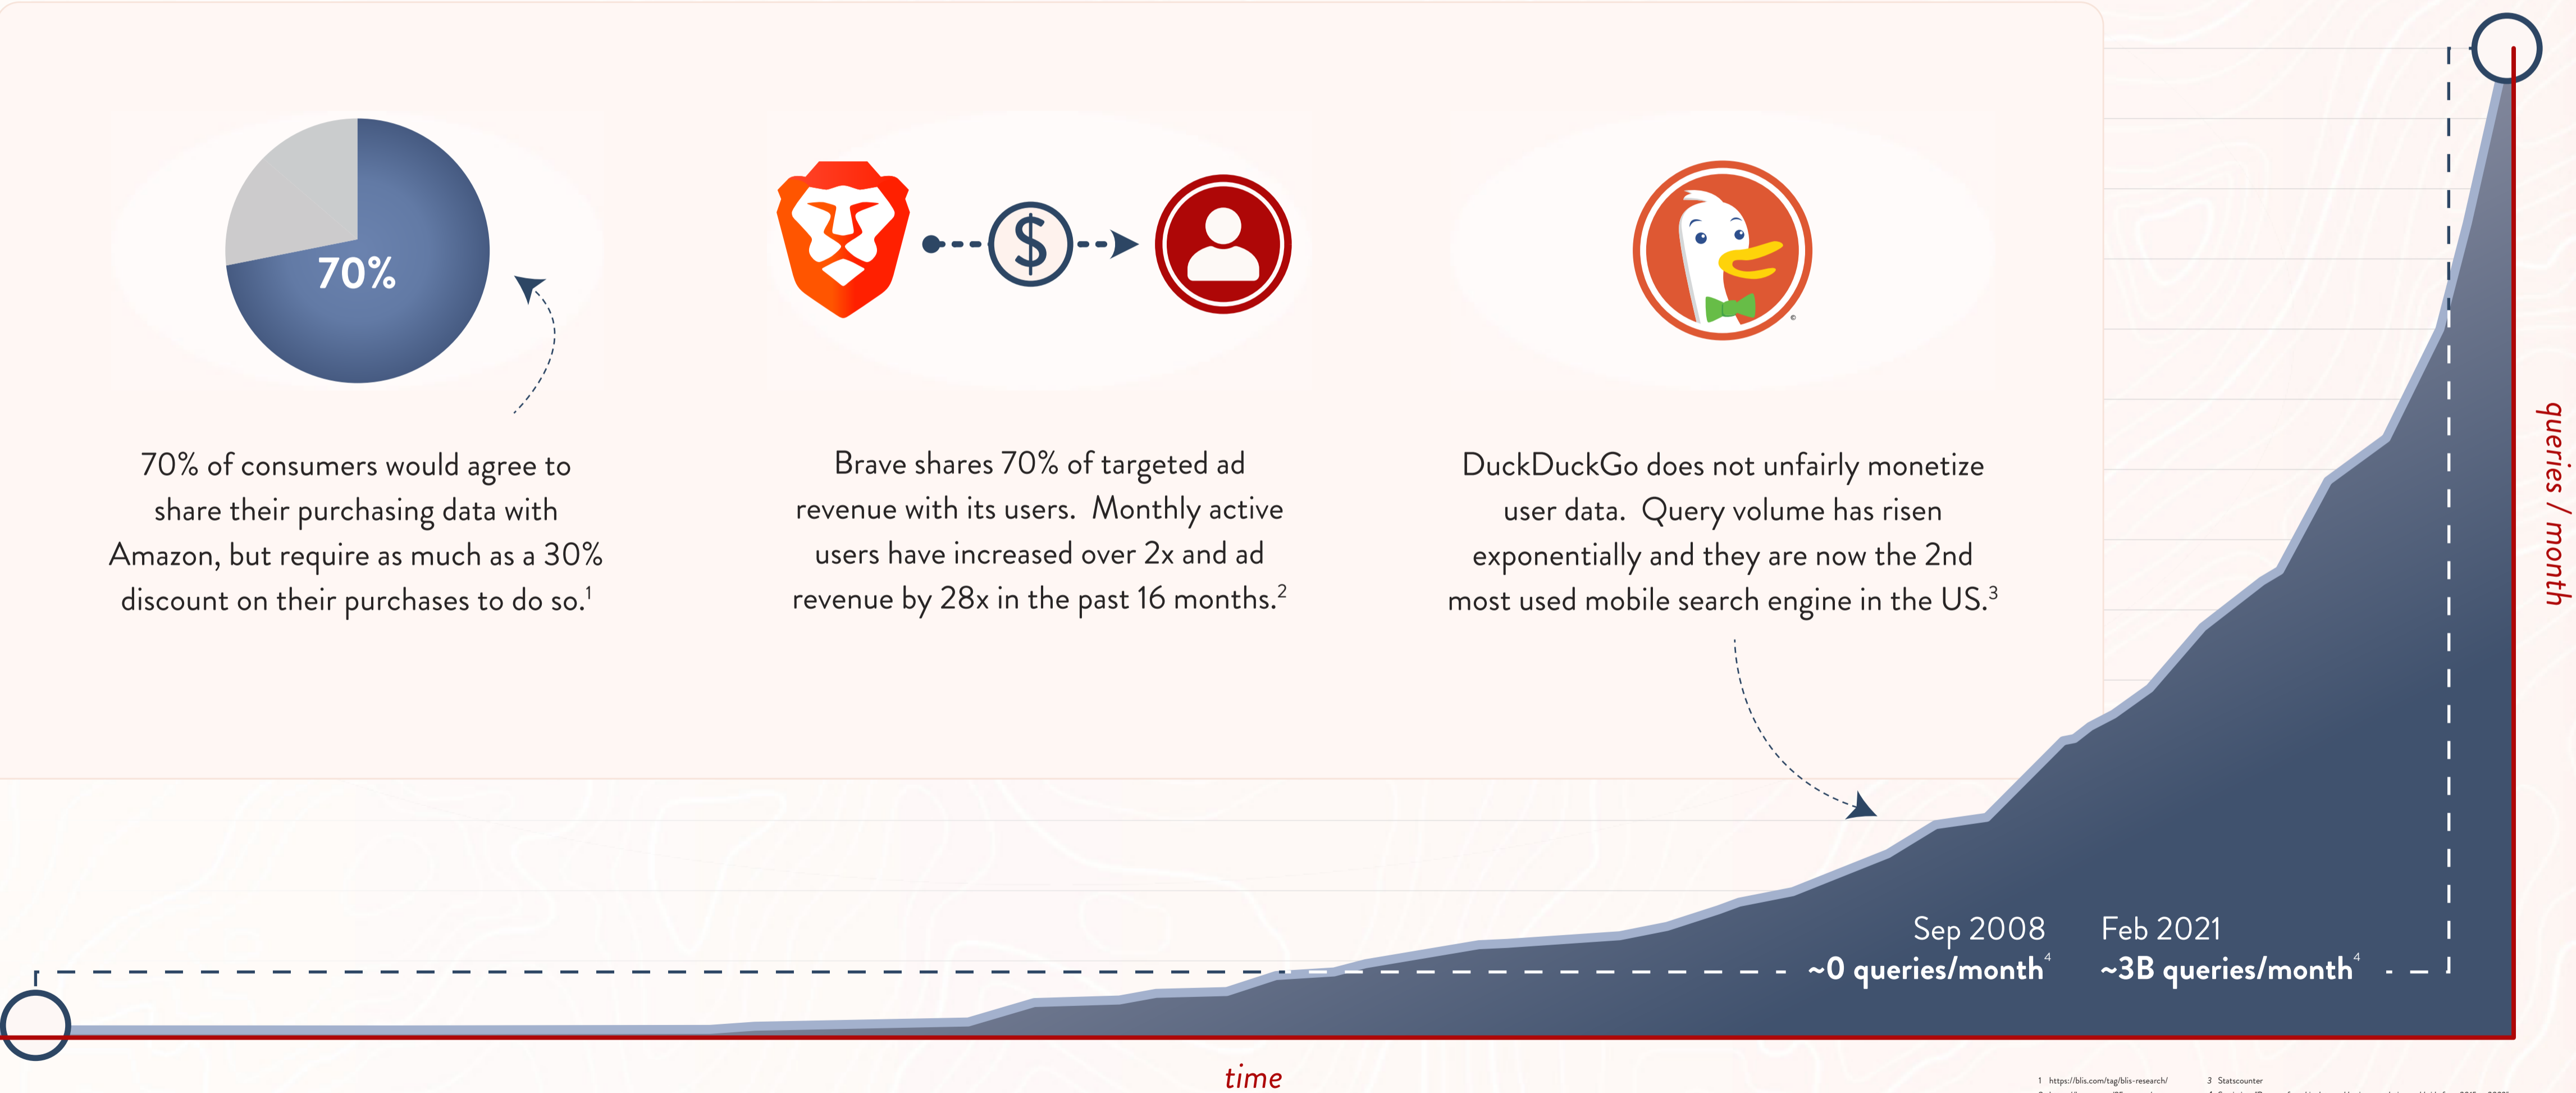 70%
70% of consumers would agree to
share their purchasing data with
Amazon, but require as much as a 30%
discount on their purchases to do so.1
$
Brave shares 70% of targeted ad
revenue with its users. Monthly active
users have increased over 2x and ad
revenue by 28x in the past 16 months.2
©
DuckDuckGo does not unfairly monetize
user data. Query volume has risen
exponentially and they are now the 2nd
most used mobile search engine in the US.3
queries / month
Sep 2008
~0 queries/month4
Feb 2021
~3B queries/month4
time
1 https://blis.com/tag/blis-research/
3 Statscounter